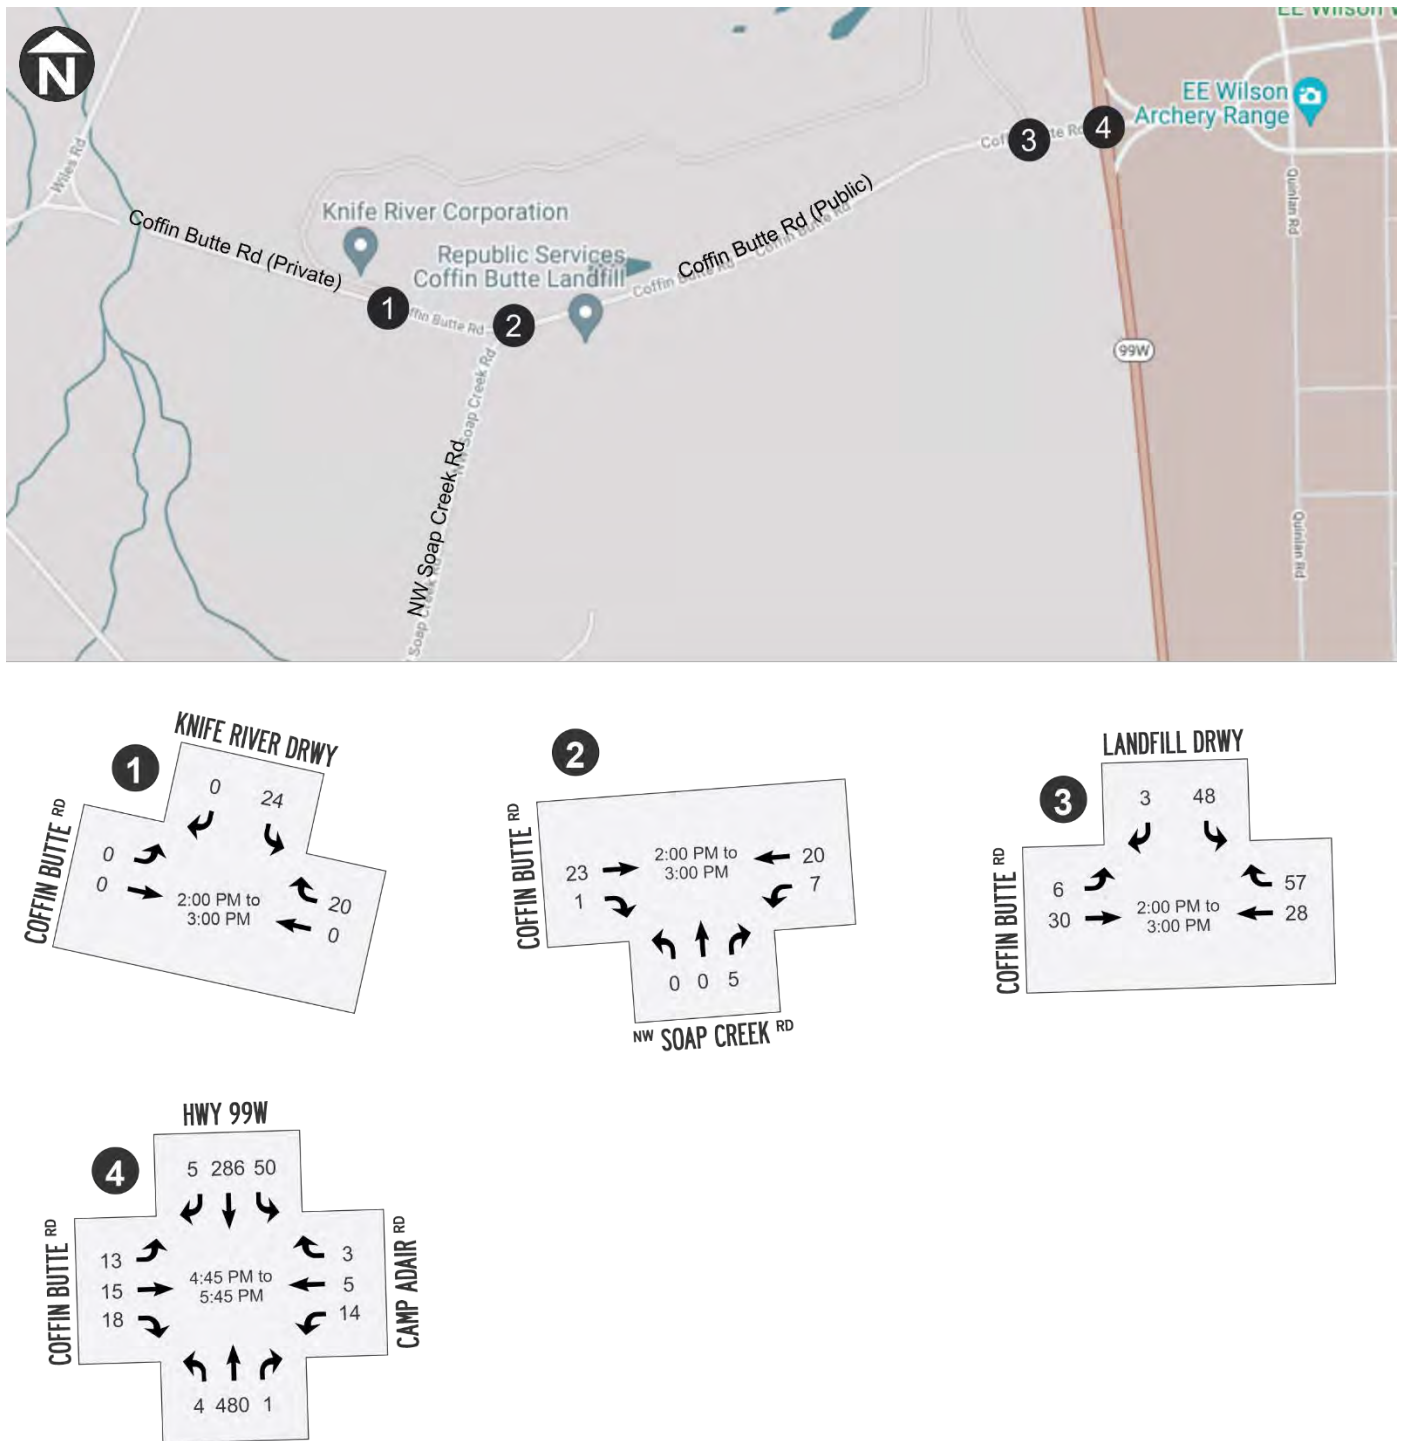 N
EE Wilson W
EE Wilson
Archery Range
3
4
Wiles Rd
Quinlan Rd
Coffin Butte Rd (Private)
Knife River Corporation
Republic Services
Coffin Butte Landfill
Coffin Butte Rd (Public)
1
ffin Butte Rd
2
99W
NW Soap Creek Rd
Quinlan Rd
1
KNIFE RIVER DRWY
COFFIN BUTTE RD
0 24
0
0
2:00 PM to
3:00 PM
20
0
2
COFFIN BUTTE RD
23
1
2:00 PM to
3:00 PM
20
7
0 0 5
NW SOAP CREEK RD
3
LANDFILL DRWY
COFFIN BUTTE RD
3 48
6
30
2:00 PM to
3:00 PM
57
28
4
HWY 99W
COFFIN BUTTE RD
5 286 50
13
15
18
4:45 PM to
5:45 PM
3
5
14
4 480 1
CAMP ADAIR RD